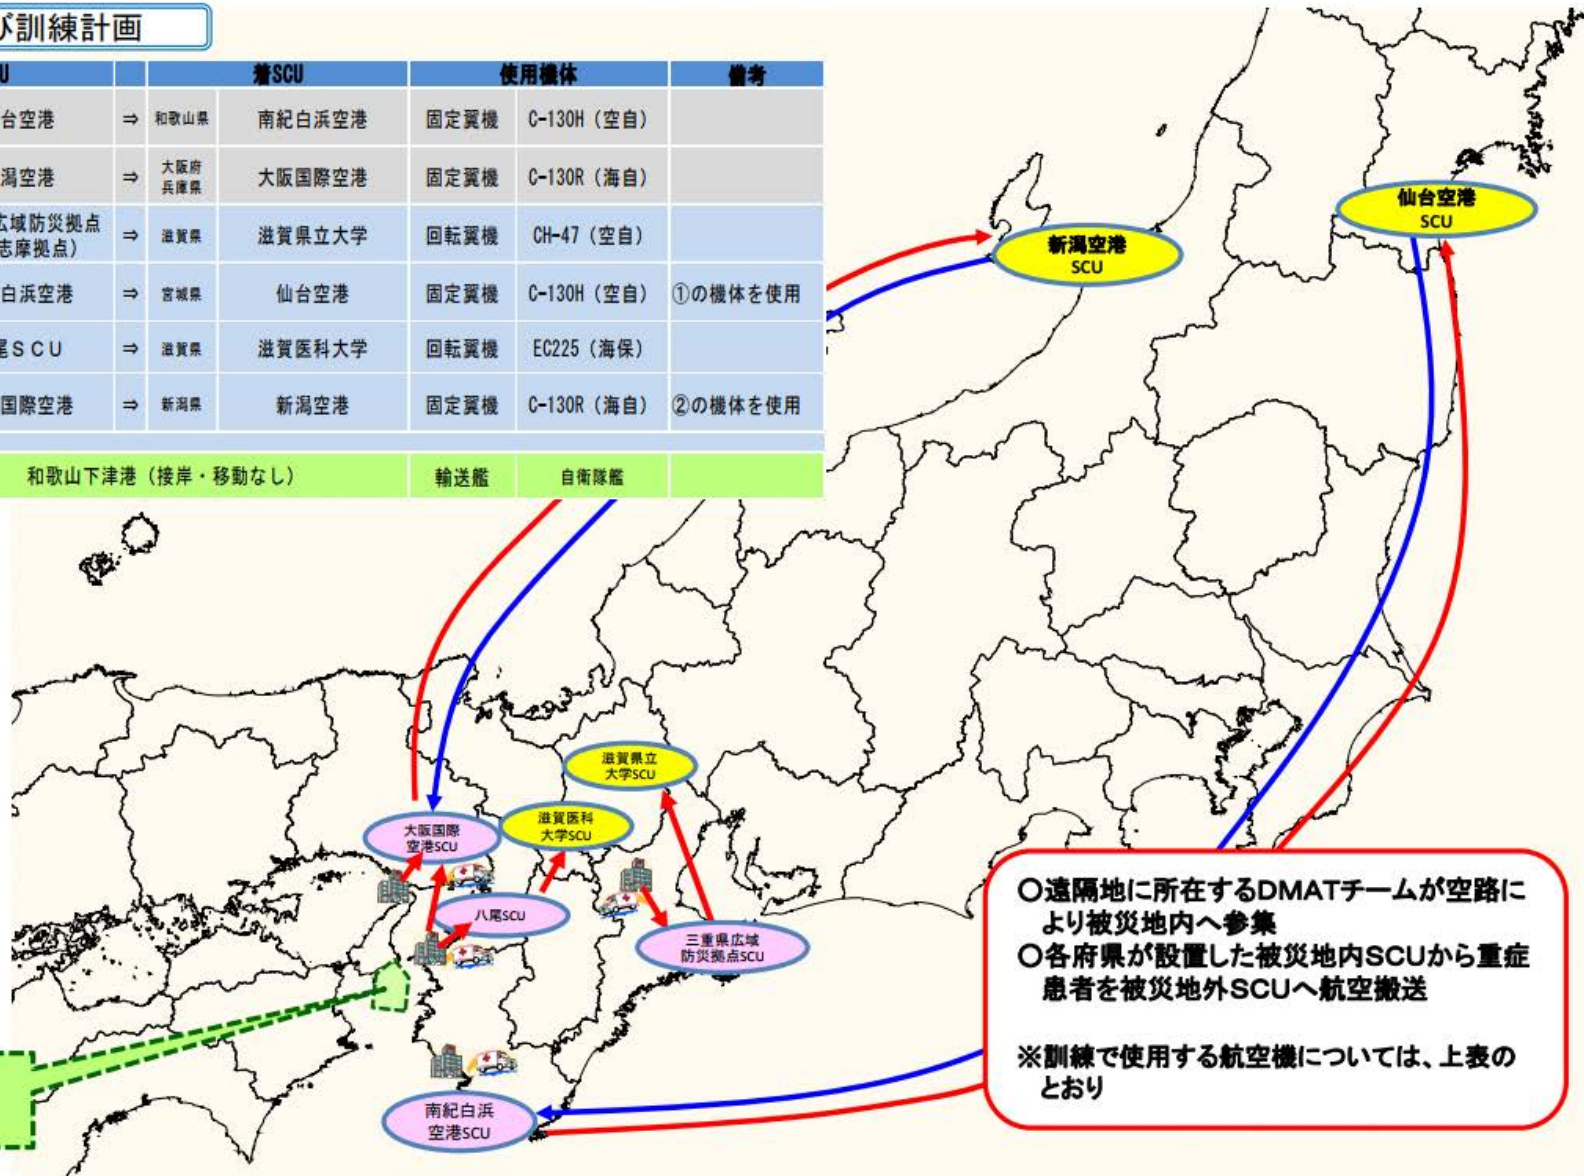 び訓練計画
U 着SCU 使用機体 備考
台空港 ⇒ 和歌山県 南紀白浜空港 固定翼機 C-130H（空自）
潟空港 ⇒ 大阪府 兵庫県 大阪国際空港 固定翼機 C-130R（海自）
広域防災拠点
志摩拠点） ⇒ 滋賀県 滋賀県立大学 回転翼機 CH-47（空自）
白浜空港 ⇒ 宮城県 仙台空港 固定翼機 C-130H（空自） ①の機体を使用
尾ＳＣＵ ⇒ 滋賀県 滋賀医科大学 回転翼機 EC225（海保）
国際空港 ⇒ 新潟県 新潟空港 固定翼機 C-130R（海自） ②の機体を使用
和歌山下津港（接岸・移動なし） 輸送艦 自衛隊艦
仙台空港
SCU
新潟空港
SCU
滋賀県立
大学SCU
滋賀医科
大学SCU
大阪国際
空港SCU
八尾SCU
三重県広域
防災拠点SCU
南紀白浜
空港SCU
○遠隔地に所在するDMATチームが空路に
より被災地内へ参集
○各府県が設置した被災地内SCUから重症
患者を被災地外SCUへ航空搬送
※訓練で使用する航空機については、上表の
とおり